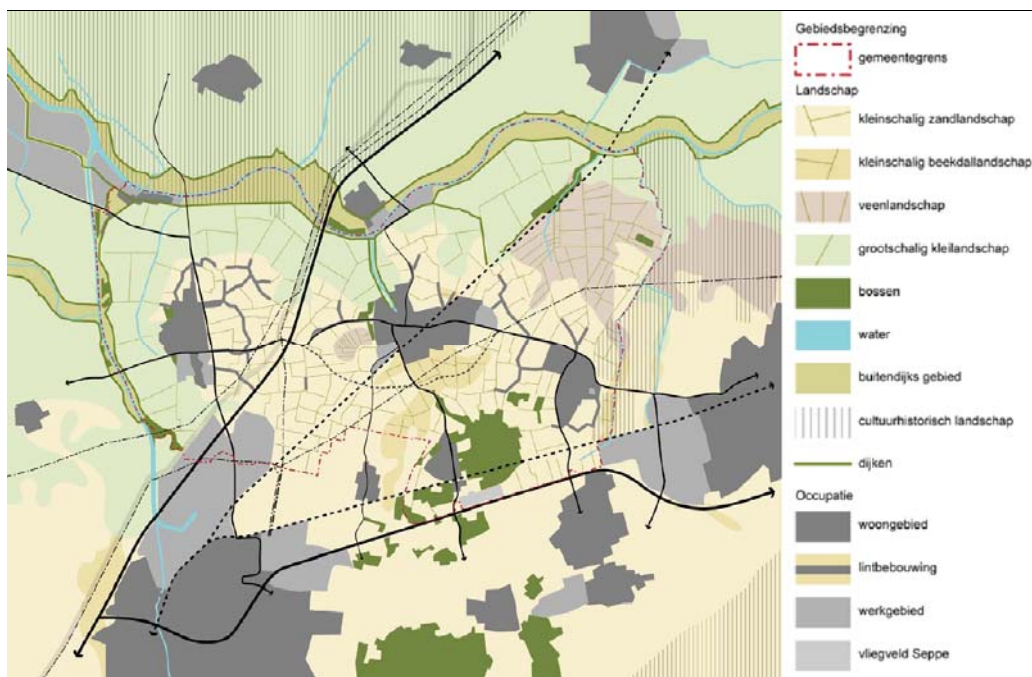 Gebiedsbegrenzing
gemeentegrens
Landschap
kleinschalig zandlandschap
kleinschalig beekdallandschap
veenlandschap
grootschalig kleilandschap
bossen
water
buitendijks gebied
cultuurhistorisch landschap
dijken
Occupatie
woongebied
lintbebouwing
werkgebied
vliegveld Seppe